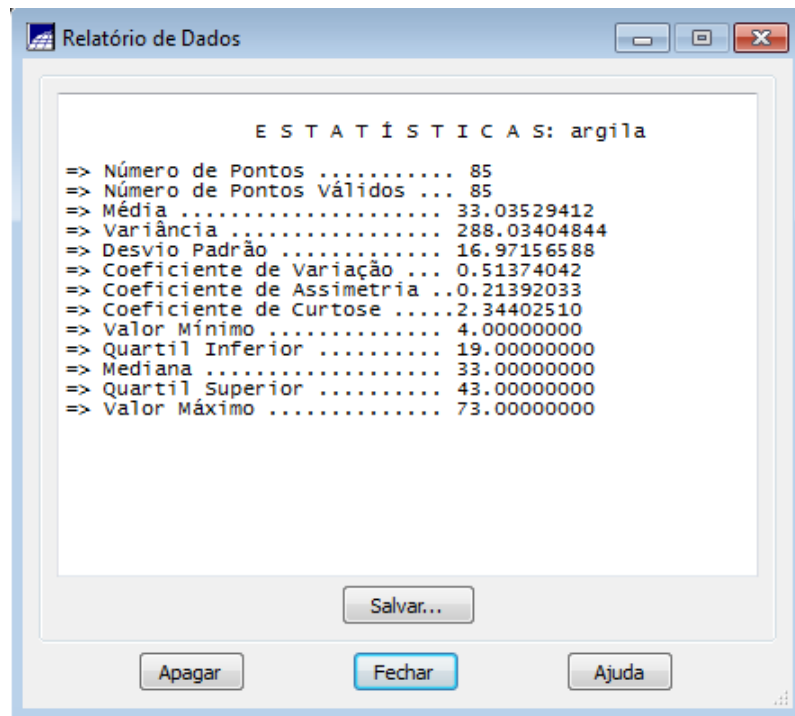 Relatório de Dados
E S T A T Í S T I C A S: argila
=> Número de Pontos ........... 85
=> Número de Pontos Válidos ... 85
=> Média ..................... 33.03529412
=> Variância ................. 288.03404844
=> Desvio Padrão ............. 16.97156588
=> Coeficiente de Variação ... 0.51374042
=> Coeficiente de Assimetria ..0.21392033
=> Coeficiente de Curtose .....2.34402510
=> Valor Mínimo .............. 4.00000000
=> Quartil Inferior .......... 19.00000000
=> Mediana ................... 33.00000000
=> Quartil Superior .......... 43.00000000
=> Valor Máximo .............. 73.00000000
Salvar...
Apagar Fechar Ajuda